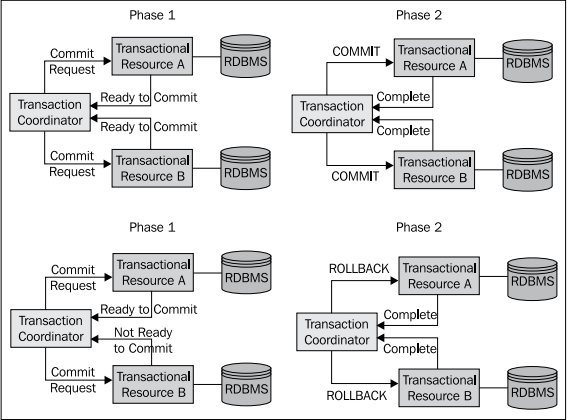 Phase 1
Commit
Request
Transactional
Resource A
RDBMS
Ready to Commit
Transaction
Coordinator
Ready to Commit
Commit
Request
Transactional
Resource B
RDBMS
Phase 2
COMMIT
Transactional
Resource A
RDBMS
Complete
Transaction
Coordinator
Complete
COMMIT
Transactional
Resource B
RDBMS
Phase 1
Commit
Request
Transactional
Resource A
RDBMS
Ready to Commit
Transaction
Coordinator
Not Ready
to Commit
Commit
Request
Transactional
Resource B
RDBMS
Phase 2
ROLLBACK
Transactional
Resource A
RDBMS
Complete
Transaction
Coordinator
Complete
ROLLBACK
Transactional
Resource B
RDBMS